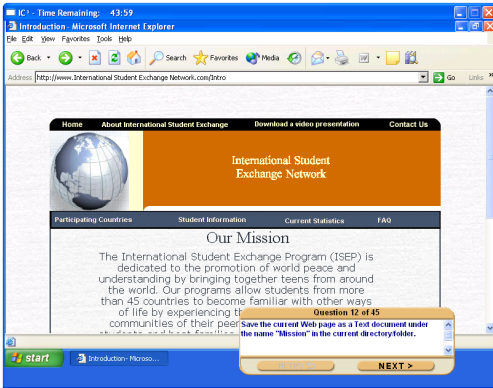 IC³ - Time Remaining: 43:59
Introduction - Microsoft Internet Explorer
File Edit View Favorites Tools Help
Back Search Favorites Media
Address http://www.International Student Exchange Network.com/Intro Go Links »
Home About International Student Exchange Download a video presentation Contact Us
International Student
Exchange Network
Participating Countries Student Information Current Statistics FAQ
Our Mission
The International Student Exchange Program (ISEP) is
dedicated to the promotion of world peace and
understanding by bringing together teens from around
the world. Our programs allow students from more
than 45 countries to become familiar with other ways
of life by experiencing th
communities of their peer
Question 12 of 45
Save the current Web page as a Text document under
the name "Mission" in the current directory/folder.
NEXT >
start Introduction - Microso...